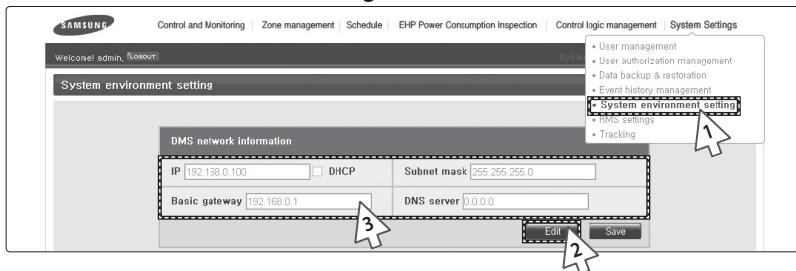 SAMSUNG Control and Monitoring | Zone management | Schedule | EHP Power Consumption Inspection | Control logic management | System Settings
Welcome! admin, LOGOUT
• User management
• User authorization management
• Data backup & restoration
• Event history management
• System environment setting
• RMS settings
• Tracking
1
System environment setting
DMS network information
IP 192.168.0.100 DHCP Subnet mask 255.255.255.0
Basic gateway 192.168.0.1 DNS server 0.0.0.0
3
Edit Save
2